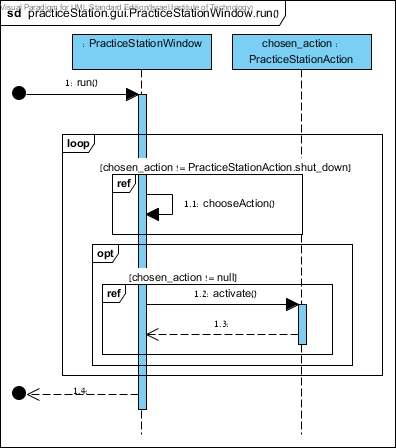 Visual Paradigm for UML Standard Edition(Israel Institute of Technology)
sd practiceStation.gui.PracticeStationWindow.run()
: PracticeStationWindow
chosen_action :
PracticeStationAction
1: run()
loop
[chosen_action != PracticeStationAction.shut_down]
ref
1.1: chooseAction()
opt
[chosen_action != null]
ref
1.2: activate()
1.3:
1.4: